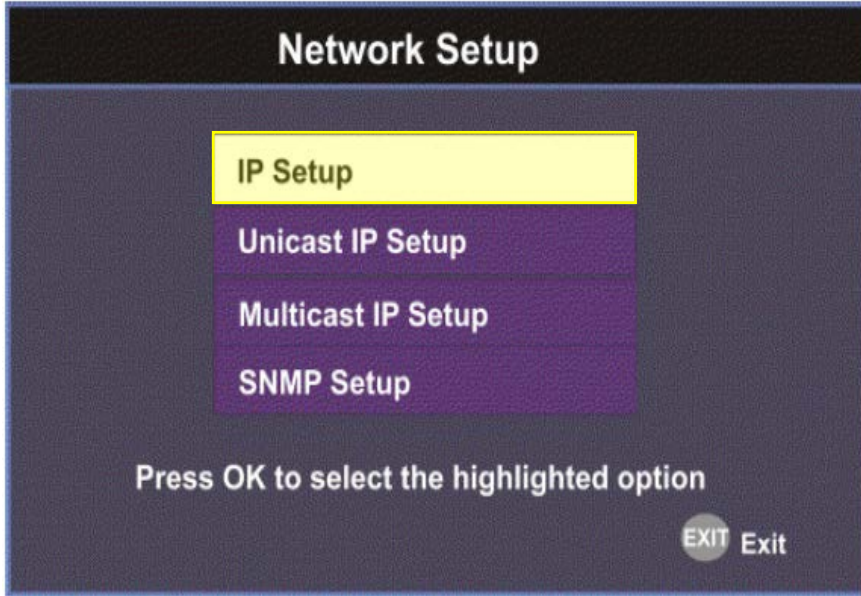 Network Setup
IP Setup
Unicast IP Setup
Multicast IP Setup
SNMP Setup
Press OK to select the highlighted option
EXIT Exit